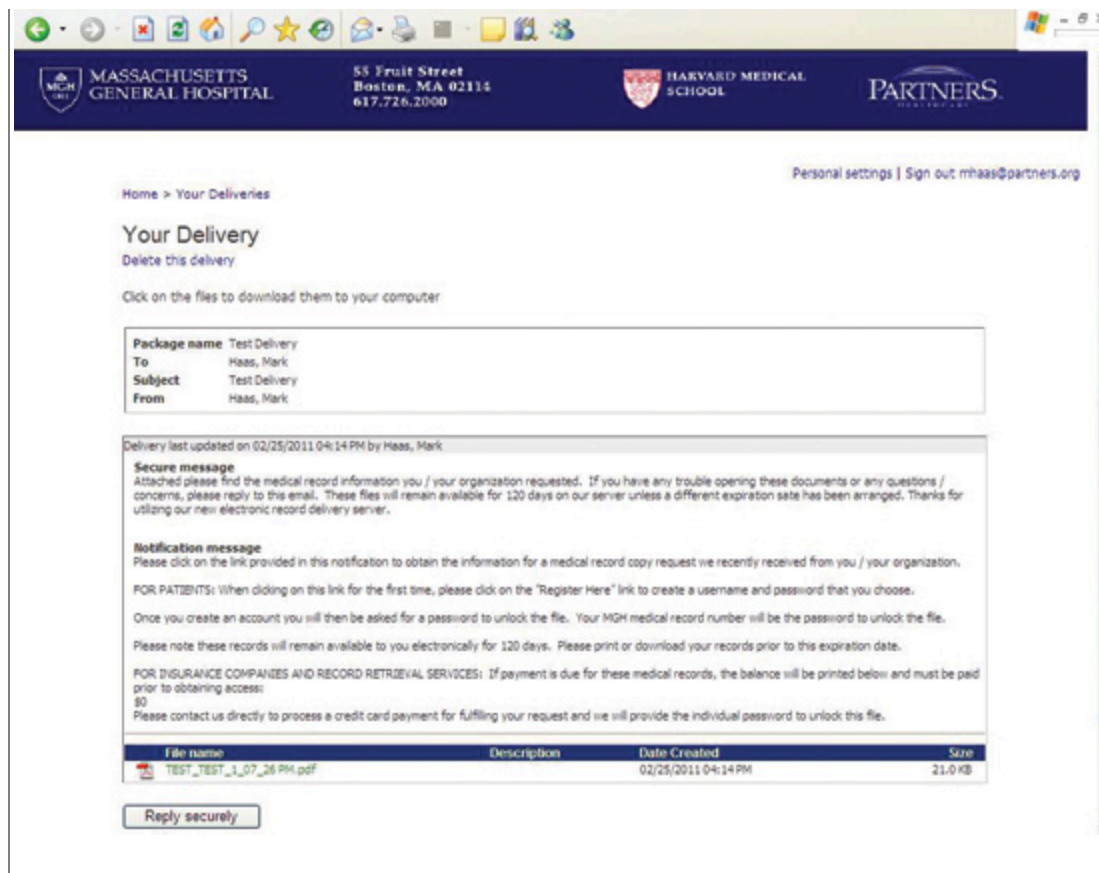 MASSACHUSETTS
GENERAL HOSPITAL
MGH
1811
55 Fruit Street
Boston, MA 02114
617.726.2000
HARVARD MEDICAL
SCHOOL
PARTNERS.
HEALTHCARE
Personal settings | Sign out mhaas@partners.org
Home > Your Deliveries
Your Delivery
Delete this delivery
Click on the files to download them to your computer
Package name Test Delivery
To Haas, Mark
Subject Test Delivery
From Haas, Mark
Delivery last updated on 02/25/2011 04:14 PM by Haas, Mark
Secure message
Attached please find the medical record information you / your organization requested. If you have any trouble opening these documents or any questions /
concerns, please reply to this email. These files will remain available for 120 days on our server unless a different expiration sate has been arranged. Thanks for
utilizing our new electronic record delivery server.
Notification message
Please click on the link provided in this notification to obtain the information for a medical record copy request we recently received from you / your organization.
FOR PATIENTS: When clicking on this link for the first time, please click on the "Register Here" link to create a username and password that you choose.
Once you create an account you will then be asked for a password to unlock the file. Your MGH medical record number will be the password to unlock the file.
Please note these records will remain available to you electronically for 120 days. Please print or download your records prior to this expiration date.
FOR INSURANCE COMPANIES AND RECORD RETRIEVAL SERVICES: If payment is due for these medical records, the balance will be printed below and must be paid
prior to obtaining access:
$0
Please contact us directly to process a credit card payment for fulfilling your request and we will provide the individual password to unlock this file.
File name Description Date Created Size
TEST_TEST_1_07_26 PM.pdf 02/25/2011 04:14 PM 21.0 KB
Reply securely